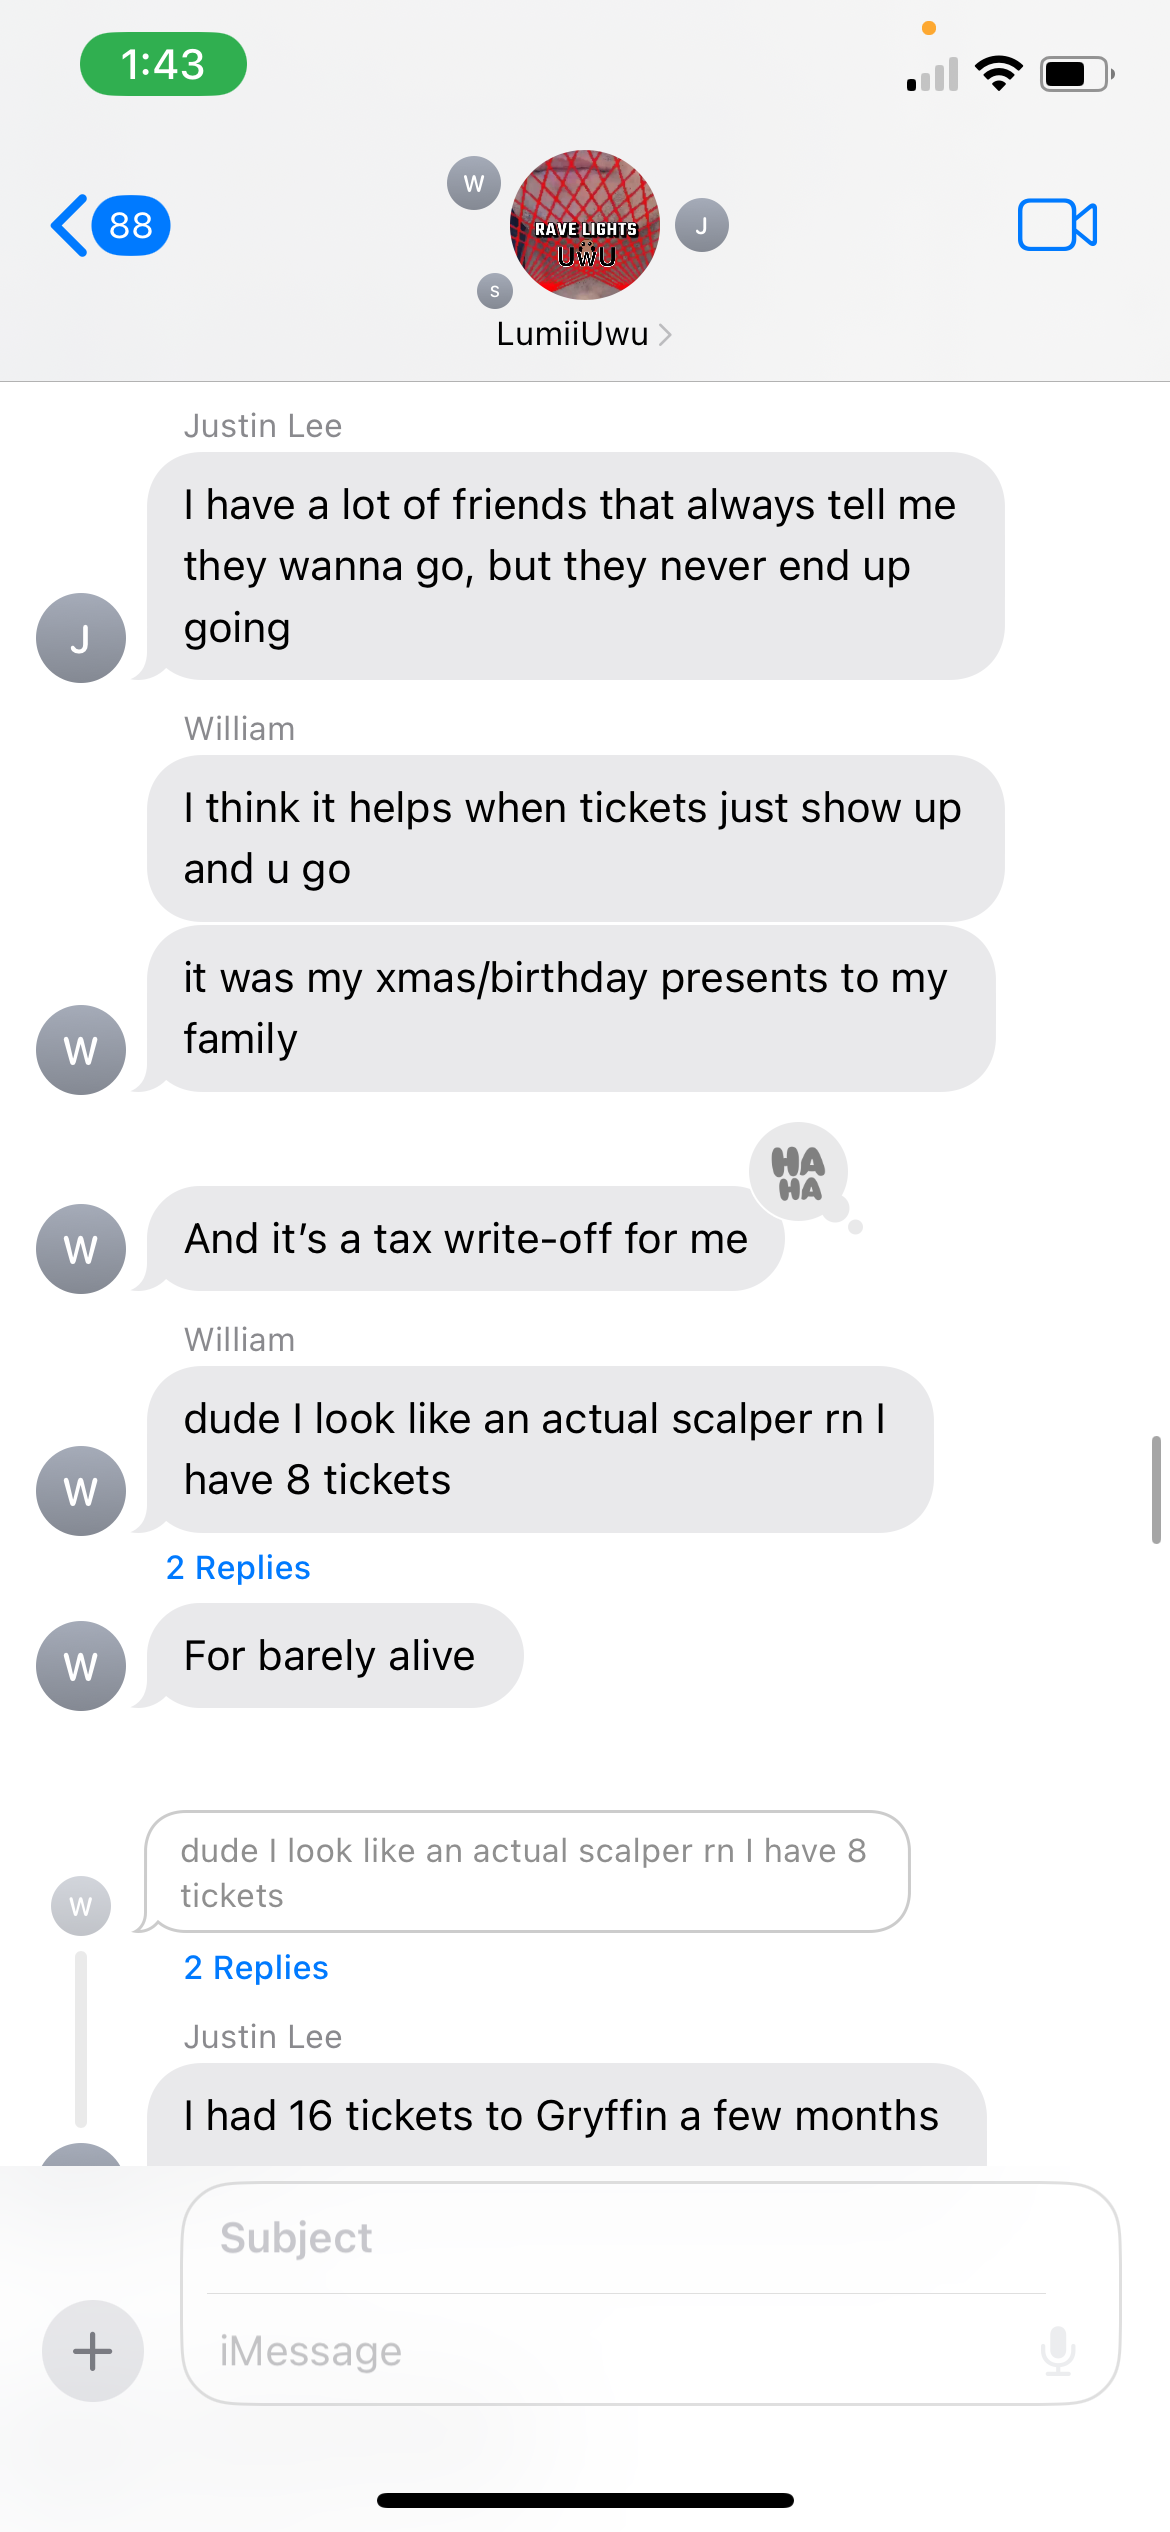 1:43
88
W
J
S
RAVE LIGHTS
UWU
LumiiUwu
Justin Lee
I have a lot of friends that always tell me
they wanna go, but they never end up
going
J
William
I think it helps when tickets just show up
and u go
it was my xmas/birthday presents to my
family
W
HA
HA
And it’s a tax write-off for me
W
William
dude I look like an actual scalper rn I
have 8 tickets
W
2 Replies
For barely alive
W
dude I look like an actual scalper rn I have 8
tickets
W
2 Replies
Justin Lee
I had 16 tickets to Gryffin a few months
Subject
iMessage